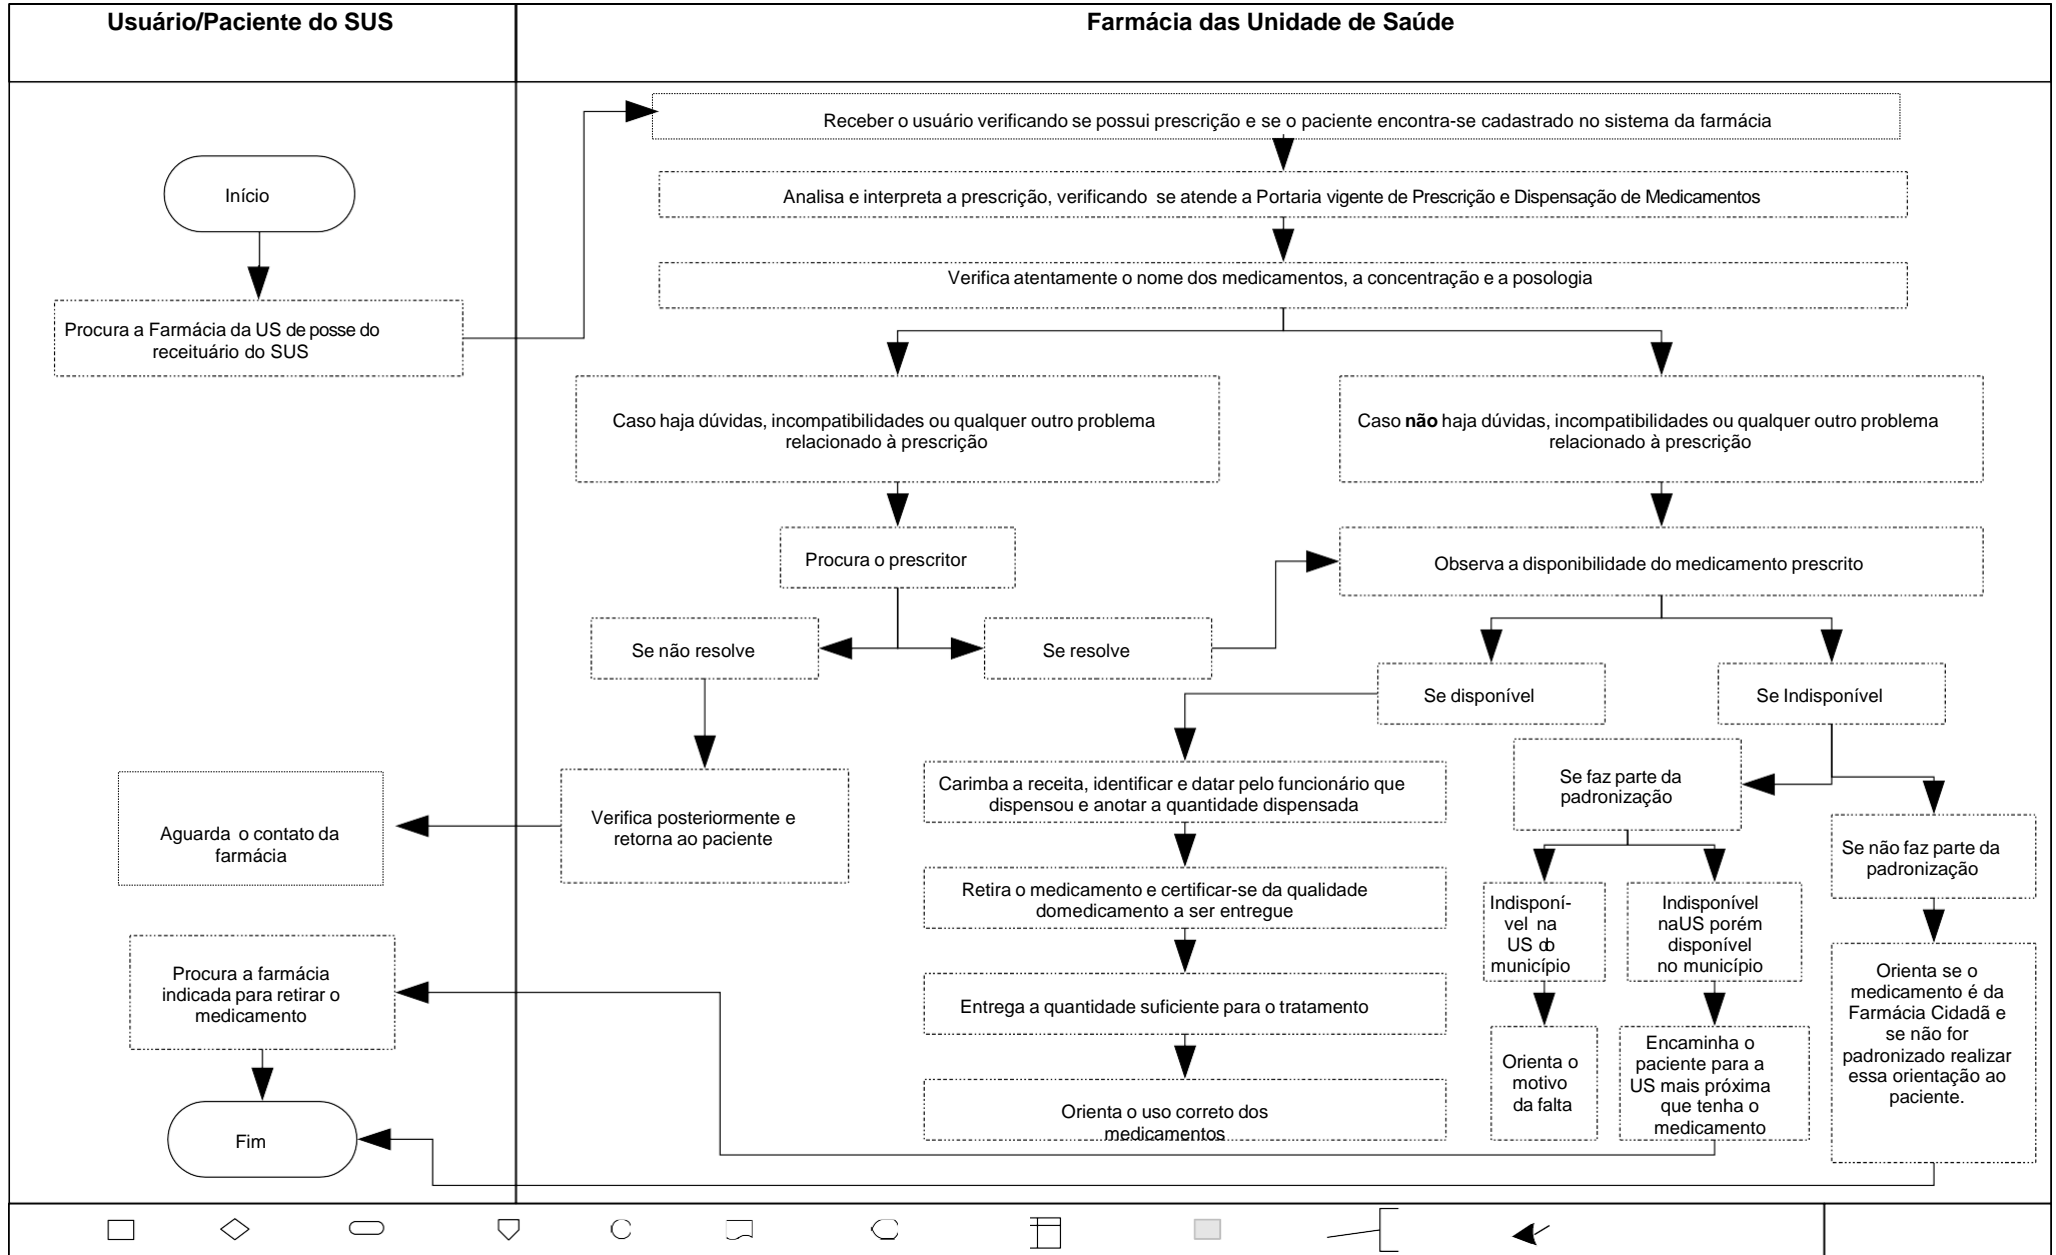 Usuário/Paciente do SUS
Farmácia das Unidade de Saúde
Início
Procura a Farmácia da US de posse do
receituário do SUS
Receber o usuário verificando se possui prescrição e se o paciente encontra-se cadastrado no sistema da farmácia
Analisa e interpreta a prescrição, verificando se atende a Portaria vigente de Prescrição e Dispensação de Medicamentos
Verifica atentamente o nome dos medicamentos, a concentração e a posologia
Caso haja dúvidas, incompatibilidades ou qualquer outro problema
relacionado à prescrição
Caso não haja dúvidas, incompatibilidades ou qualquer outro problema
relacionado à prescrição
Procura o prescritor
Observa a disponibilidade do medicamento prescrito
Se não resolve
Se resolve
Se disponível
Se Indisponível
Verifica posteriormente e
retorna ao paciente
Aguarda o contato da
farmácia
Carimba a receita, identificar e datar pelo funcionário que
dispensou e anotar a quantidade dispensada
Retira o medicamento e certificar-se da qualidade
domedicamento a ser entregue
Entrega a quantidade suficiente para o tratamento
Orienta o uso correto dos
medicamentos
Se faz parte da
padronização
Se não faz parte da
padronização
Indisponí-
vel na
US do
município
Indisponível
naUS porém
disponível
no município
Orienta o
motivo
da falta
Encaminha o
paciente para a
US mais próxima
que tenha o
medicamento
Orienta se o
medicamento é da
Farmácia Cidadã e
se não for
padronizado realizar
essa orientação ao
paciente.
Procura a farmácia
indicada para retirar o
medicamento
Fim